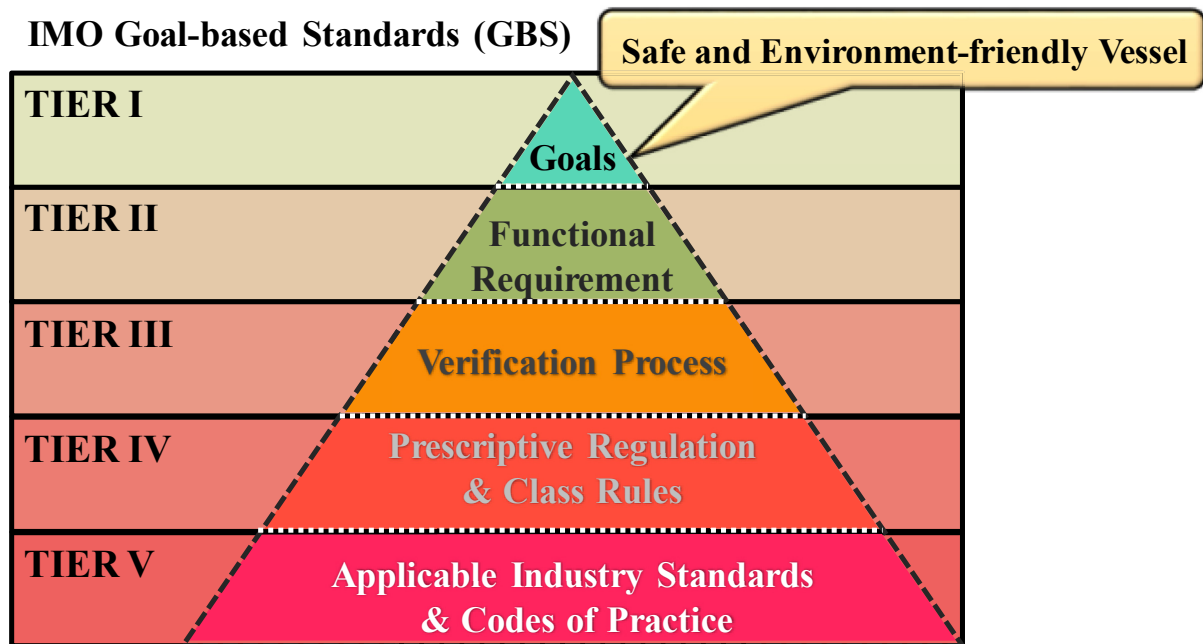 IMO Goal-based Standards (GBS)
Safe and Environment-friendly Vessel
TIER I
Goals
TIER II
Functional
Requirement
TIER III
Verification Process
TIER IV
Prescriptive Regulation
& Class Rules
TIER V
Applicable Industry Standards
& Codes of Practice